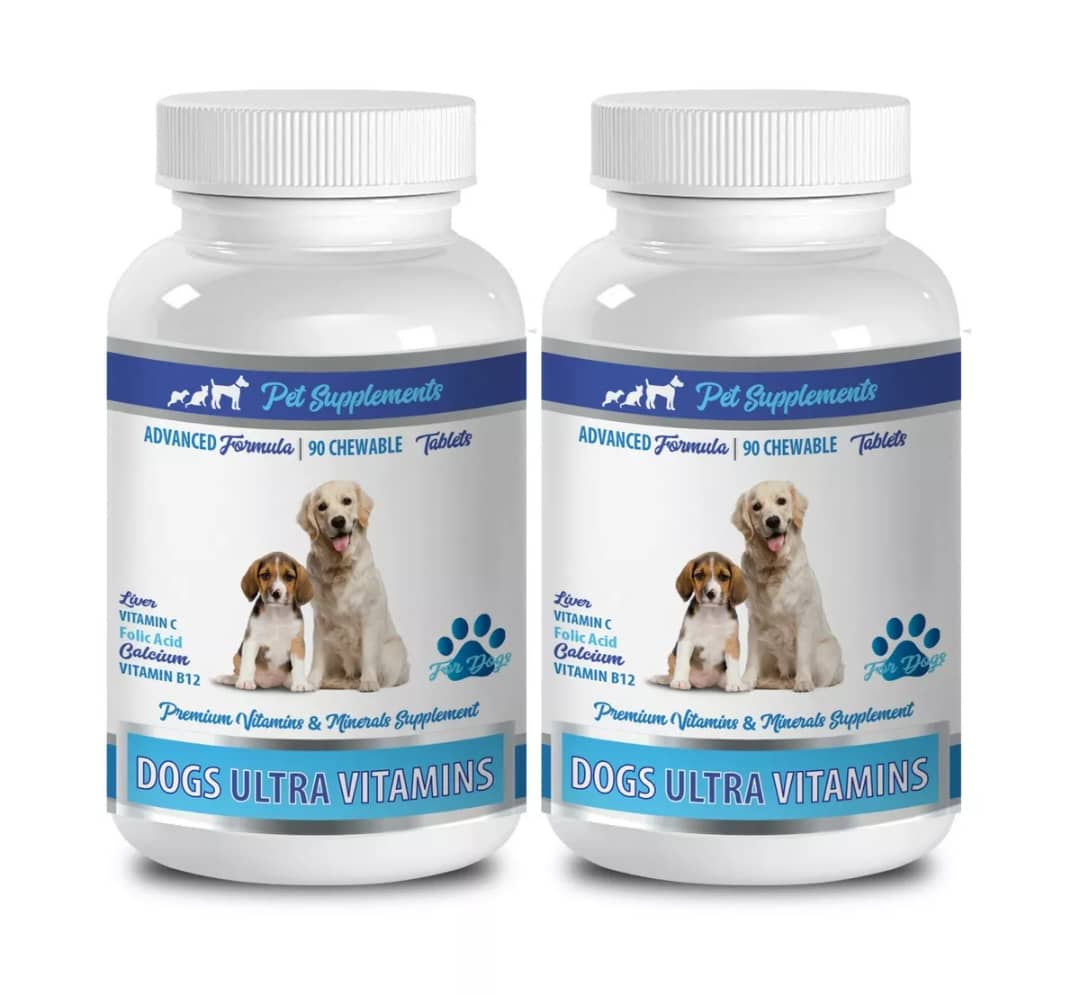 Pet Supplements
ADVANCED Formula | 90 CHEWABLE Tablets
Liver
VITAMIN C
Folic Acid
Calcium
VITAMIN B12
For Dogs
Premium Vitamins & Minerals Supplement
DOGS ULTRA VITAMINS
Pet Supplements
ADVANCED Formula | 90 CHEWABLE Tablets
Liver
VITAMIN C
Folic Acid
Calcium
VITAMIN B12
For Dogs
Premium Vitamins & Minerals Supplement
DOGS ULTRA VITAMINS